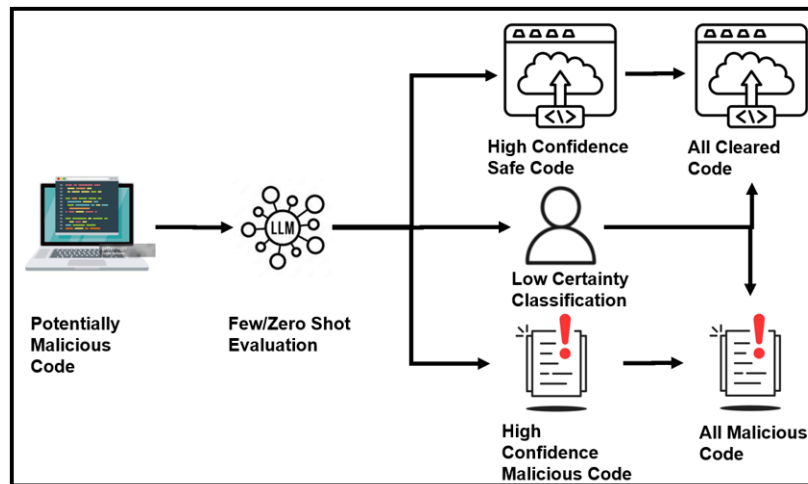 LLM
Potentially
Malicious
Code
Few/Zero Shot
Evaluation
High Confidence
Safe Code
All Cleared
Code
Low Certainty
Classification
High
Confidence
Malicious Code
All Malicious
Code